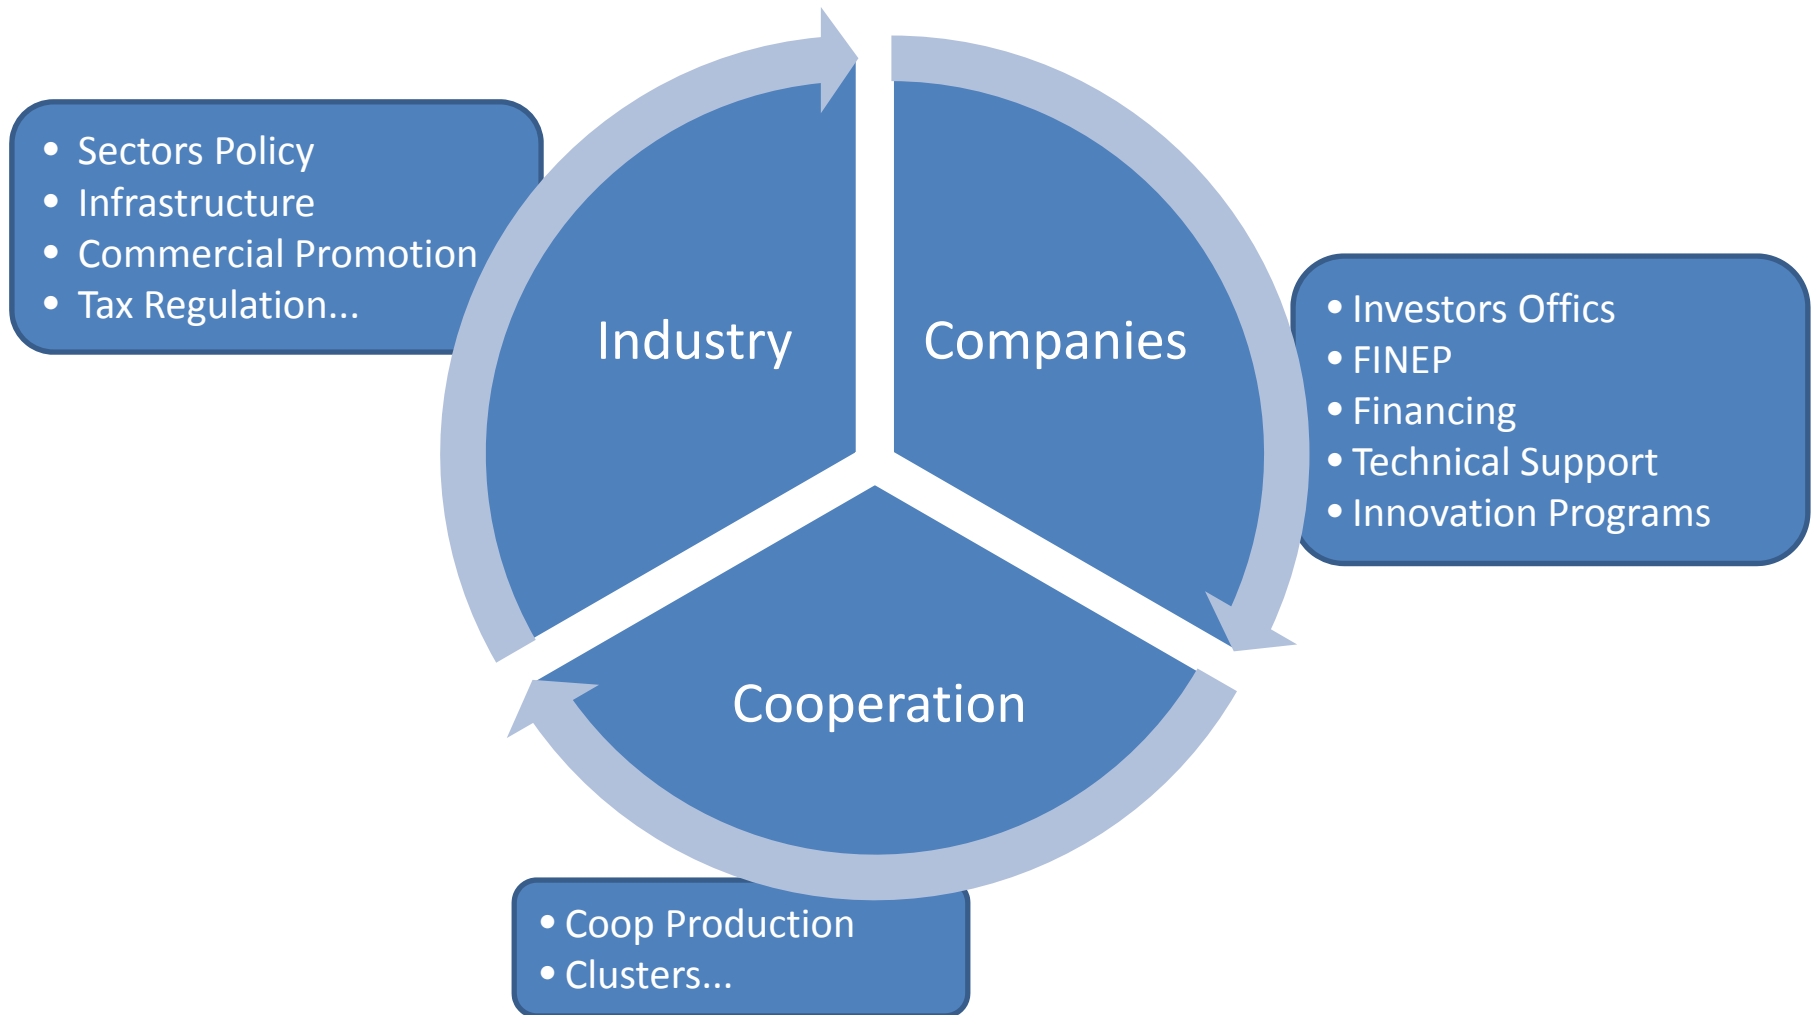 • Sectors Policy
• Infrastructure
• Commercial Promotion
• Tax Regulation...
Industry
Companies
• Investors Offics
• FINEP
• Financing
• Technical Support
• Innovation Programs
Cooperation
• Coop Production
• Clusters...